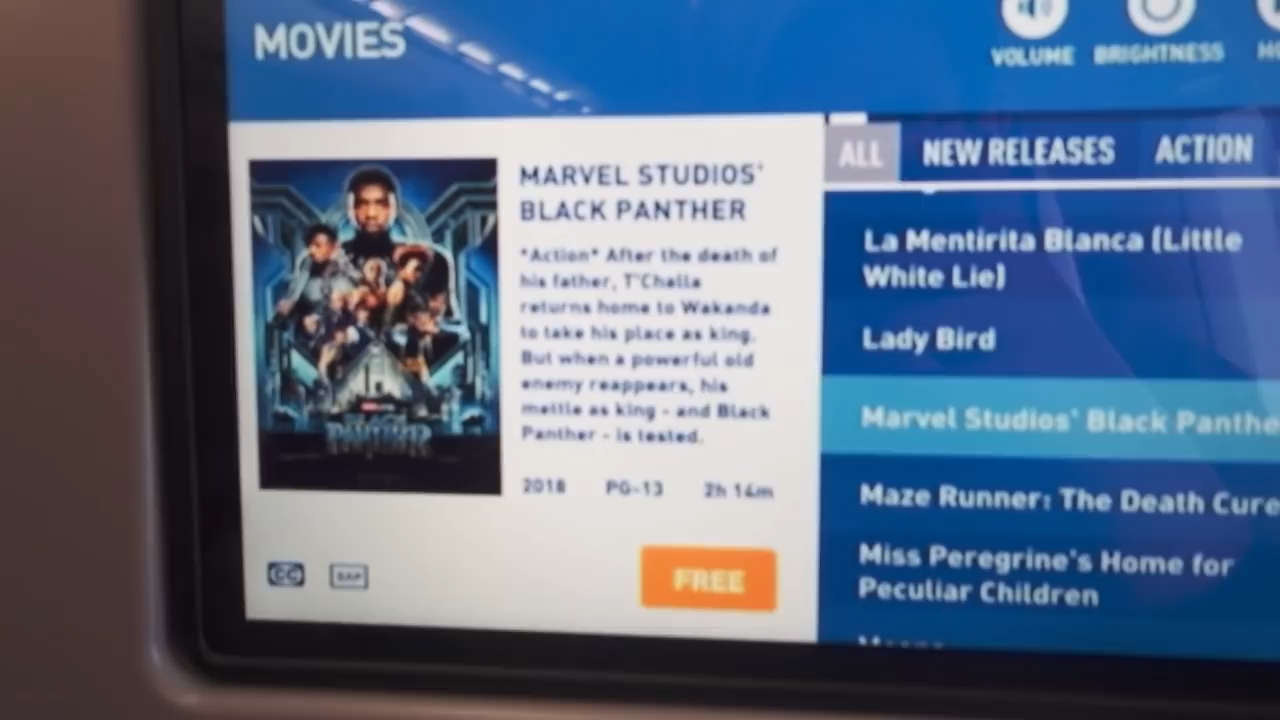 MOVIES
VOLUME
BRIGHTNESS
MARVEL STUDIOS'
BLACK PANTHER
*Action* After the death of
his father, T'Challa
returns home to Wakanda
to take his place as king.
But when a powerful old
enemy reappears, his
mettle as king - and Black
Panther - is tested.
2018 PG-13 2h 14m
CC SAP
FREE
PANTHER
ALL NEW RELEASES ACTION
La Mentirita Blanca (Little
White Lie)
Lady Bird
Marvel Studios' Black Panthe
Maze Runner: The Death Cure
Miss Peregrine's Home for
Peculiar Children